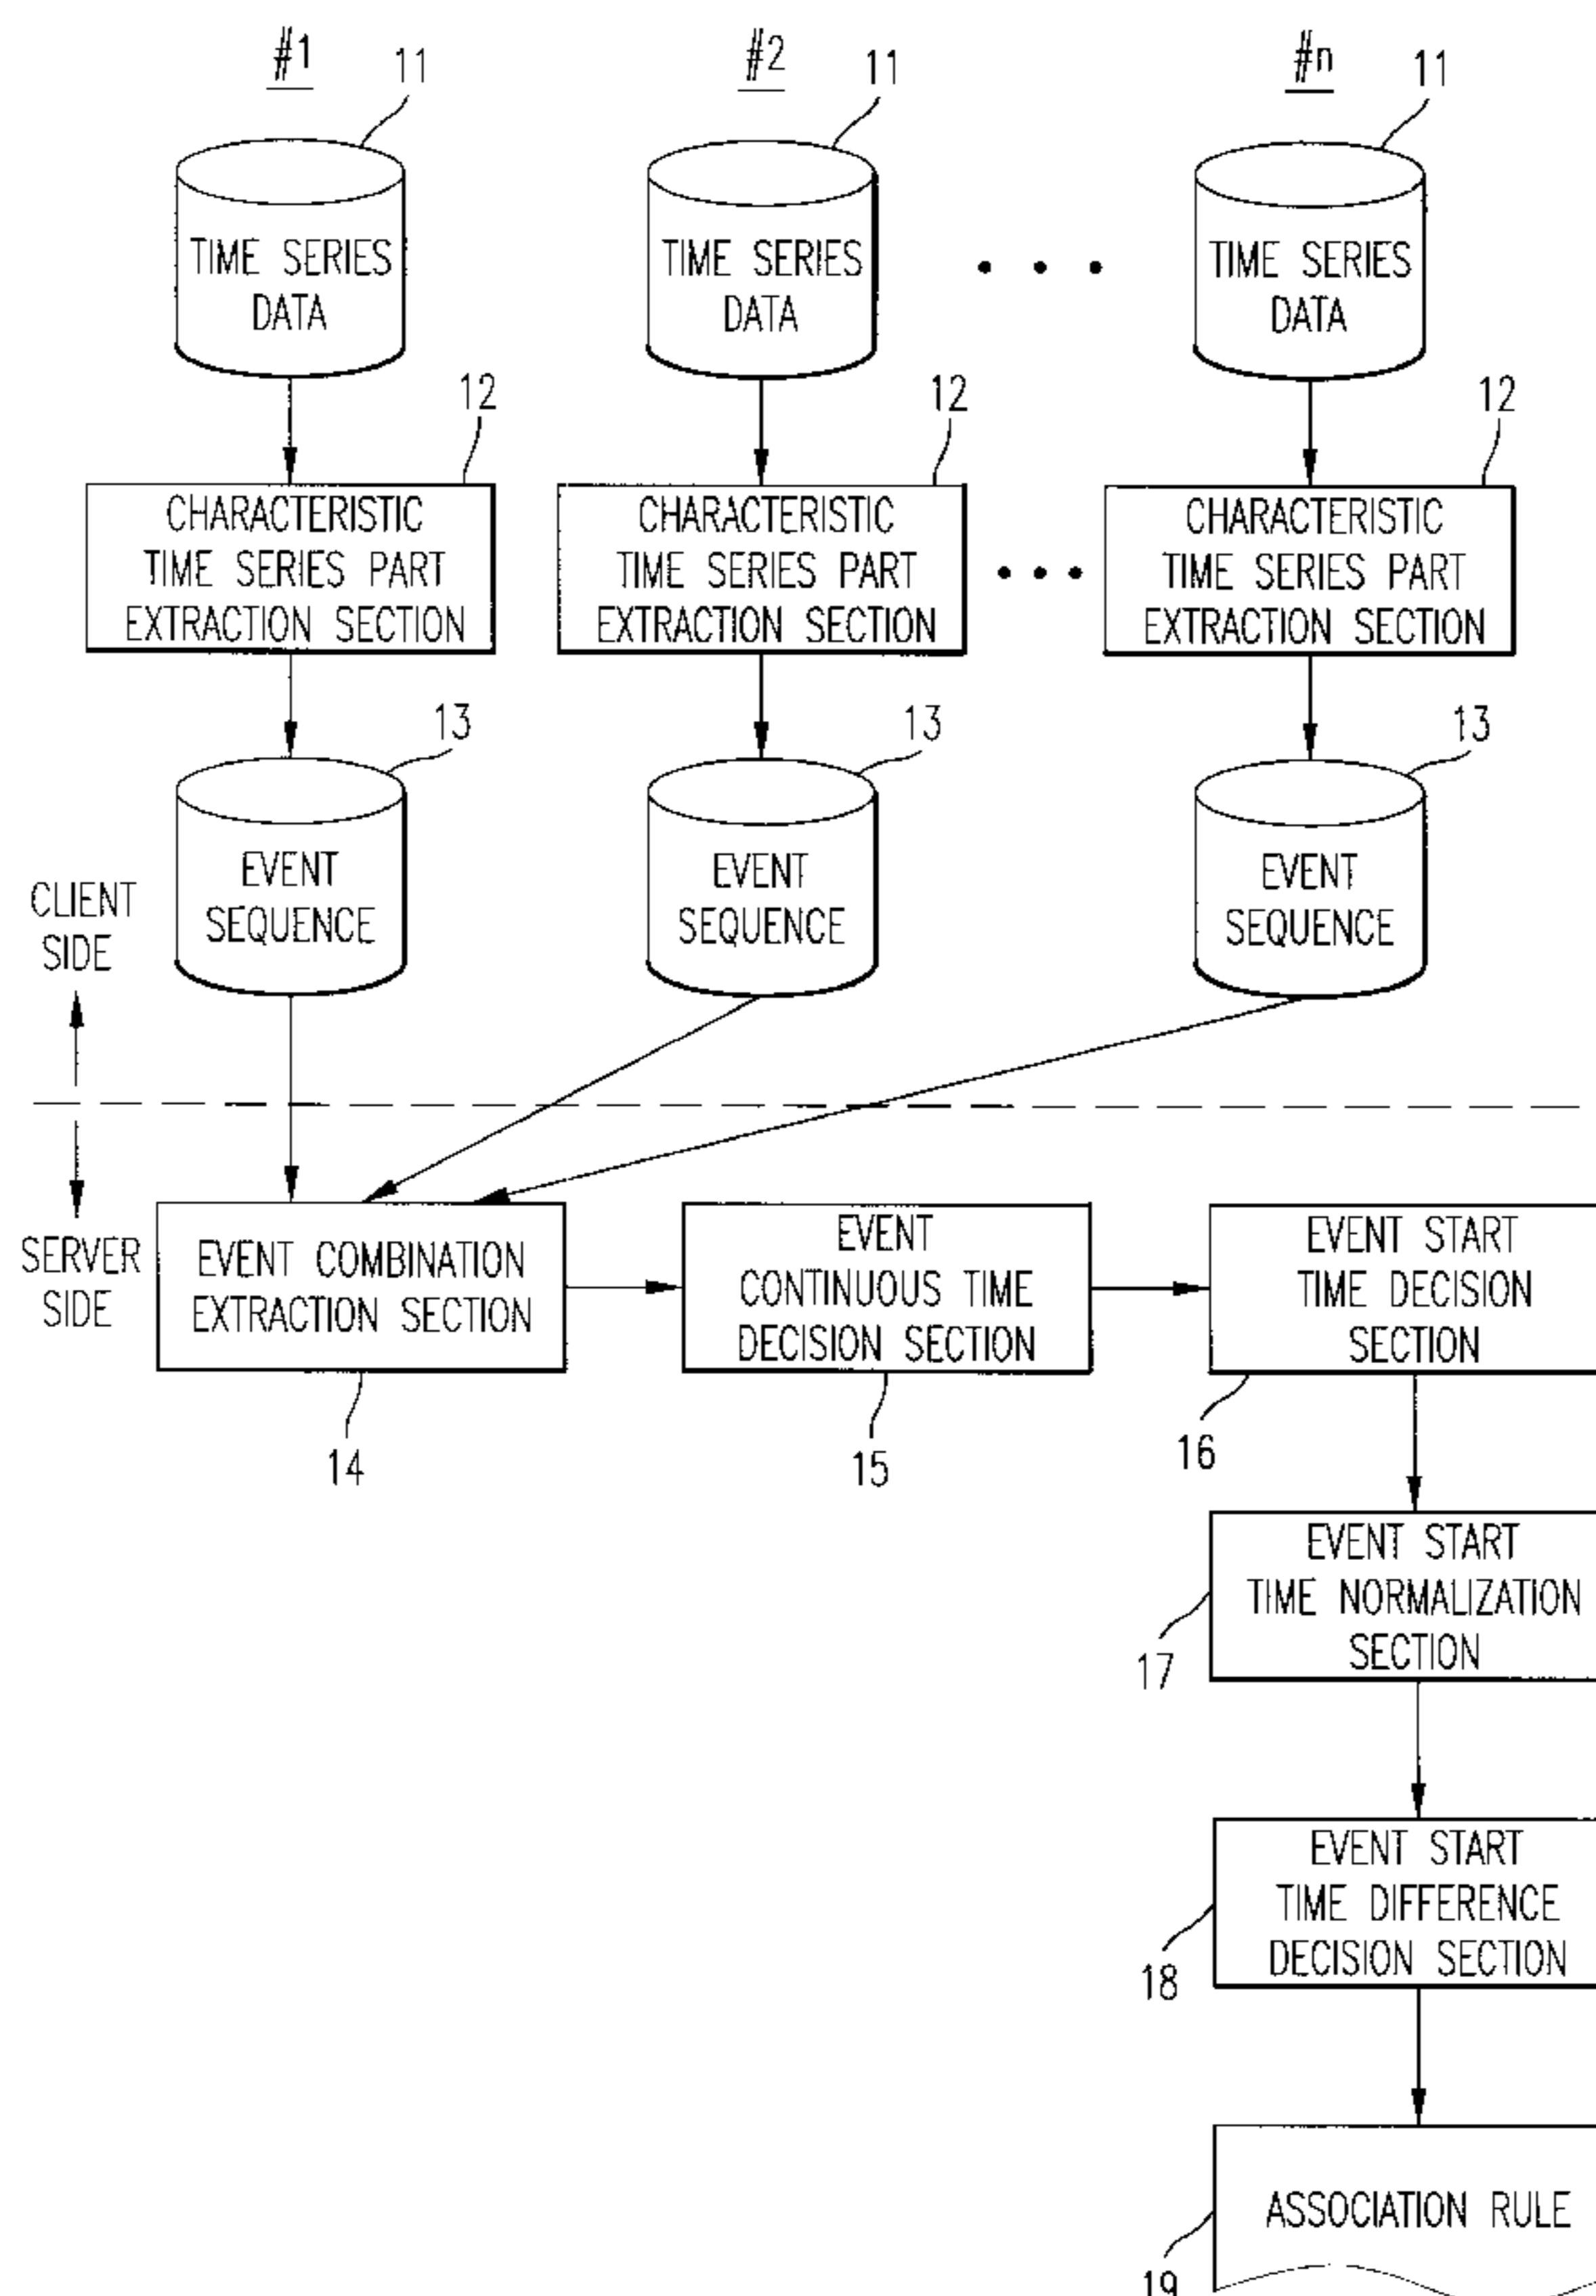 #1
11
#2
11
#n
11
TIME SERIES
DATA
TIME SERIES
DATA
TIME SERIES
DATA
12
12
12
CHARACTERISTIC
TIME SERIES PART
EXTRACTION SECTION
CHARACTERISTIC
TIME SERIES PART
EXTRACTION SECTION
CHARACTERISTIC
TIME SERIES PART
EXTRACTION SECTION
13
13
13
EVENT
SEQUENCE
EVENT
SEQUENCE
EVENT
SEQUENCE
CLIENT
SIDE
SERVER
SIDE
EVENT COMBINATION
EXTRACTION SECTION
14
EVENT
CONTINUOUS TIME
DECISION SECTION
15
EVENT START
TIME DECISION
SECTION
16
EVENT START
TIME NORMALIZATION
SECTION
17
EVENT START
TIME DIFFERENCE
DECISION SECTION
18
ASSOCIATION RULE
19